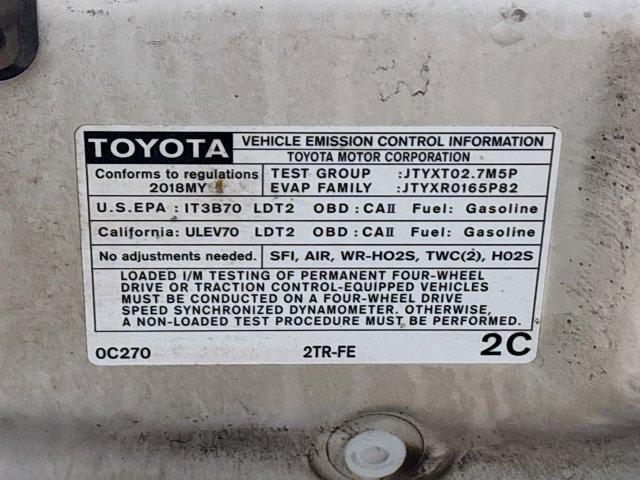 TOYOTA
VEHICLE EMISSION CONTROL INFORMATION
TOYOTA MOTOR CORPORATION
Conforms to regulations
2018MY
TEST GROUP :JTYXT02.7M5P
EVAP FAMILY :JTYXR0165P82
U.S.EPA : IT3B70 LDT2 OBD : CAII Fuel: Gasoline
California: ULEV70 LDT2 OBD : CAII Fuel: Gasoline
No adjustments needed. SFI, AIR, WR-HO2S, TWC(2), HO2S
LOADED I/M TESTING OF PERMANENT FOUR-WHEEL
DRIVE OR TRACTION CONTROL-EQUIPPED VEHICLES
MUST BE CONDUCTED ON A FOUR-WHEEL DRIVE
SPEED SYNCHRONIZED DYNAMOMETER. OTHERWISE,
A NON-LOADED TEST PROCEDURE MUST BE PERFORMED.
0C270 2TR-FE 2C